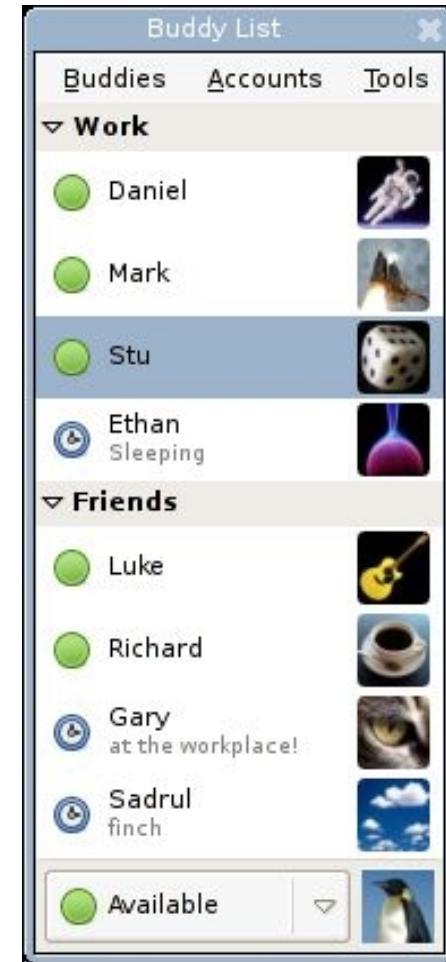 Buddy List
Buddies Accounts Tools
Work
Daniel
Mark
Stu
Ethan
Sleeping
Friends
Luke
Richard
Gary
at the workplace!
Sadrul
finch
Available